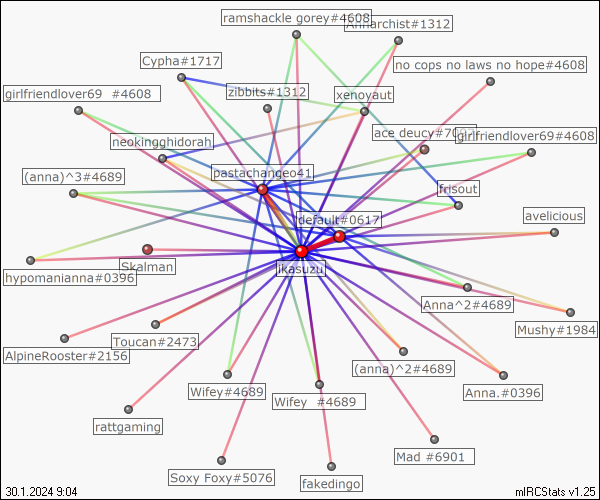 ramshackle gorey#4608
Annarchist#1312
Cypha#1717
no cops no laws no hope#4608
girlfriendlover69 #4608
zibbits#1312
xenoyaut
neokingghidorah
ace deucy#
girlfriendlover69#4608
(anna)^3#4689
pastachangeo41
frisout
default#0617
avelicious
Skalman
ikasuzu
hypomanianna#0396
Anna^2#4689
Mushy#1984
Toucan#2473
AlpineRooster#2156
(anna)^2#4689
Wifey#4689
Wifey #4689
Anna.#0396
rattgaming
Mad #6901
Soxy Foxy#5076
fakedingo
30.1.2024 9:04
mIRCStats v1.25